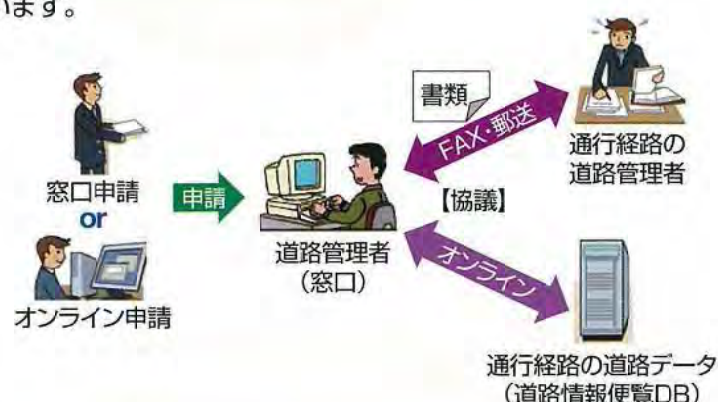 います。
書類
FAX・郵送
通行経路の
道路管理者
窓口申請
or
申請
【協議】
道路管理者
（窓口）
オンライン
オンライン申請
通行経路の道路データ
（道路情報便覧DB）